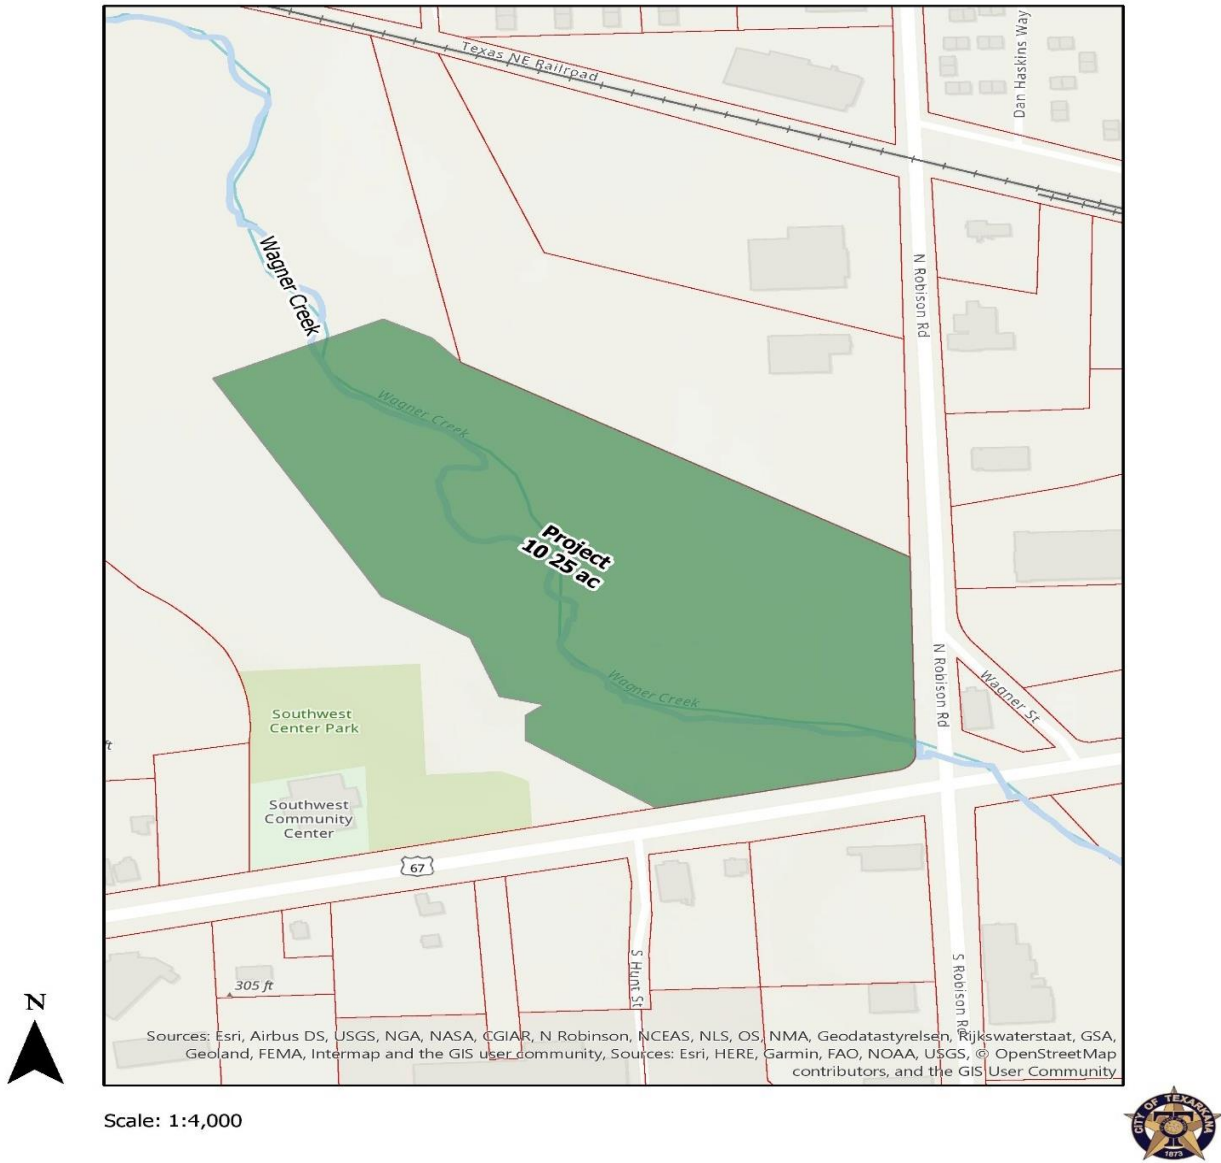 Texas NE Railroad
Dan Haskins Way
Wagner Creek
N Robison Rd
Wagner Creek
Project
10 25 ac
Wagner Creek
N Robison Rd
Wagner St
Southwest
Center Park
ft
Southwest
Community
Center
67
S Hunt St
S Robison Rd
305 ft
N
Sources: Esri, Airbus DS, USGS, NGA, NASA, CGIAR, N Robinson, NCEAS, NLS, OS, NMA, Geodatastyrelsen, Rijkswaterstaat, GSA,
Geoland, FEMA, Intermap and the GIS user community, Sources: Esri, HERE, Garmin, FAO, NOAA, USGS, © OpenStreetMap
contributors, and the GIS User Community
Scale: 1:4,000
CITY OF TEXARKANA
1873